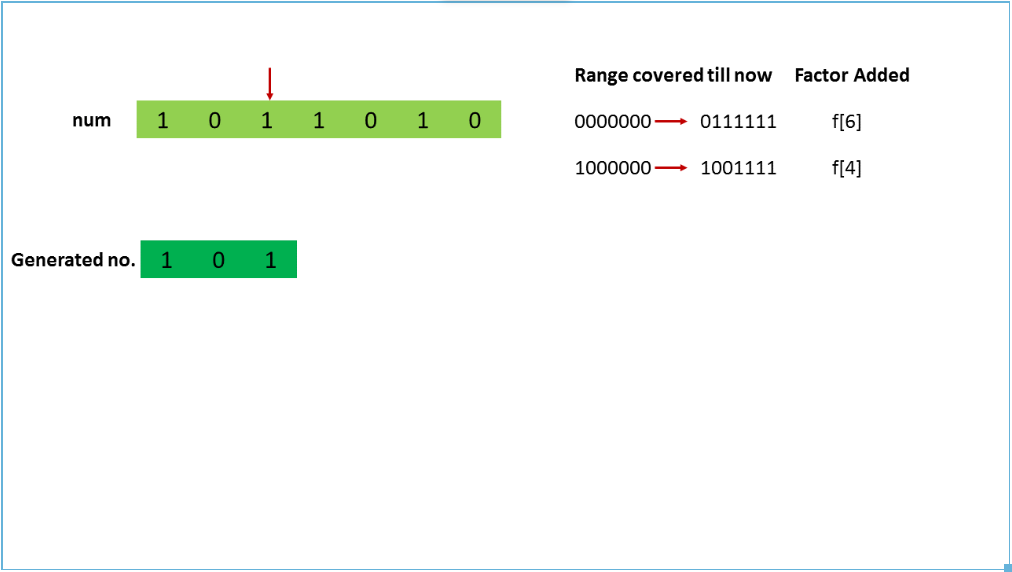 Range covered till now Factor Added
num 1 0 1 1 0 1 0 0000000 0111111 f[6]
1000000 1001111 f[4]
Generated no. 1 0 1